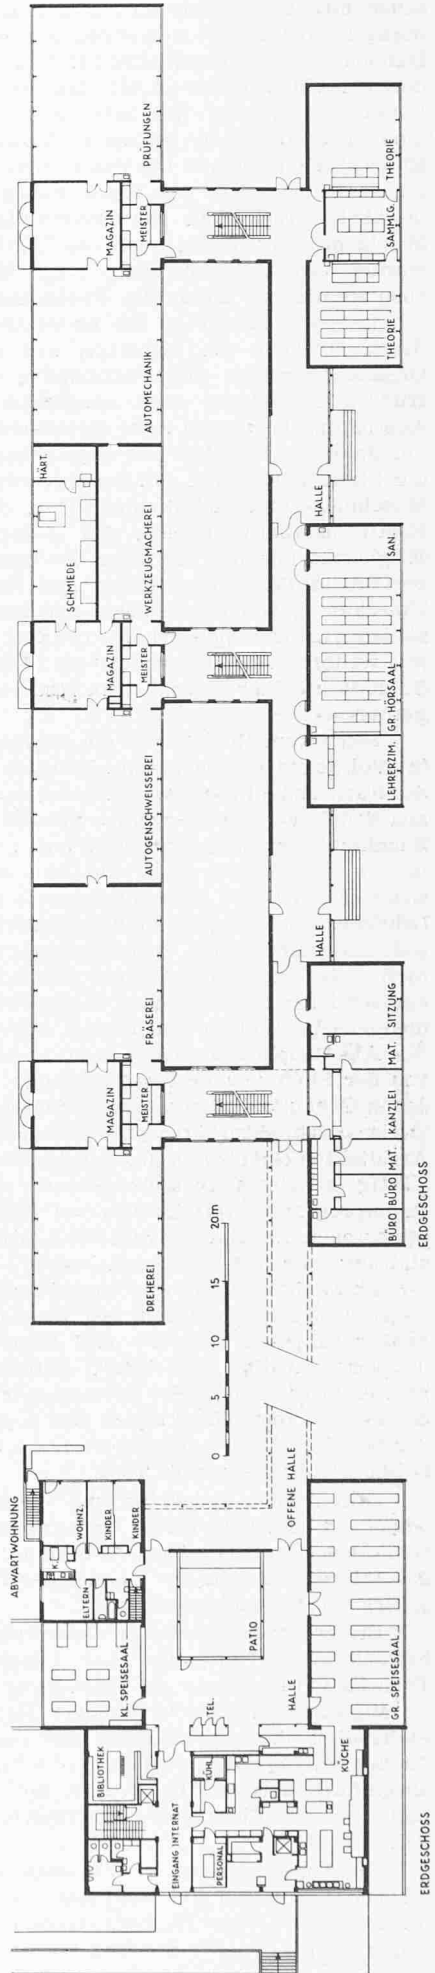 PRÜFUNGEN
MAGAZIN
MEISTER
AUTOMECHANIK
THEORIE
SAMMLG.
THEORIE
HÄRT.
SCHMIEDE
WERKZEUGMACHEREI
MAGAZIN
MEISTER
AUTOGENSCHWEISSEREI
HALLE
SAN.
GR. HÖRSAAL
LEHRERZIM.
HALLE
FRÄSEREI
MAGAZIN
MEISTER
DREHEREI
SITZUNG
MAT.
KANZLEI
MAT.
BÜRO
BÜRO
ERDGESCHOSS
0 5 10 15 20m
ABWARTWOHNUNG
WOHNZ.
KINDER
KINDER
K.
ELTERN
OFFENE HALLE
KL. SPEISESAAL
PATIO
HALLE
GR. SPEISESAAL
TEL.
BIBLIOTHEK
KÜHL.
KÜCHE
EINGANG INTERNAT
PERSONAL
ERDGESCHOSS